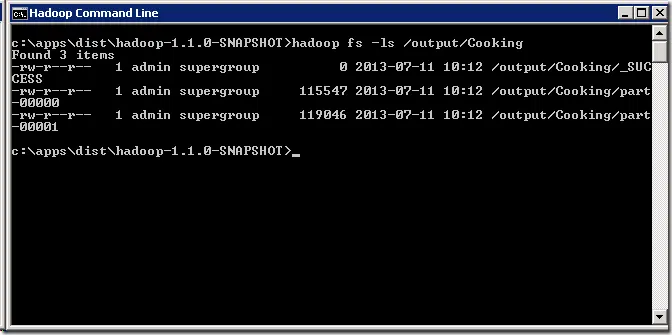 Hadoop Command Line
c:\apps\dist\hadoop-1.1.0-SNAPSHOT>hadoop fs -ls /output/Cooking
Found 3 items
-rw-r--r--   1 admin supergroup          0 2013-07-11 10:12 /output/Cooking/_SUC
CESS
-rw-r--r--   1 admin supergroup     115547 2013-07-11 10:12 /output/Cooking/part
-00000
-rw-r--r--   1 admin supergroup     119046 2013-07-11 10:12 /output/Cooking/part
-00001
c:\apps\dist\hadoop-1.1.0-SNAPSHOT>_